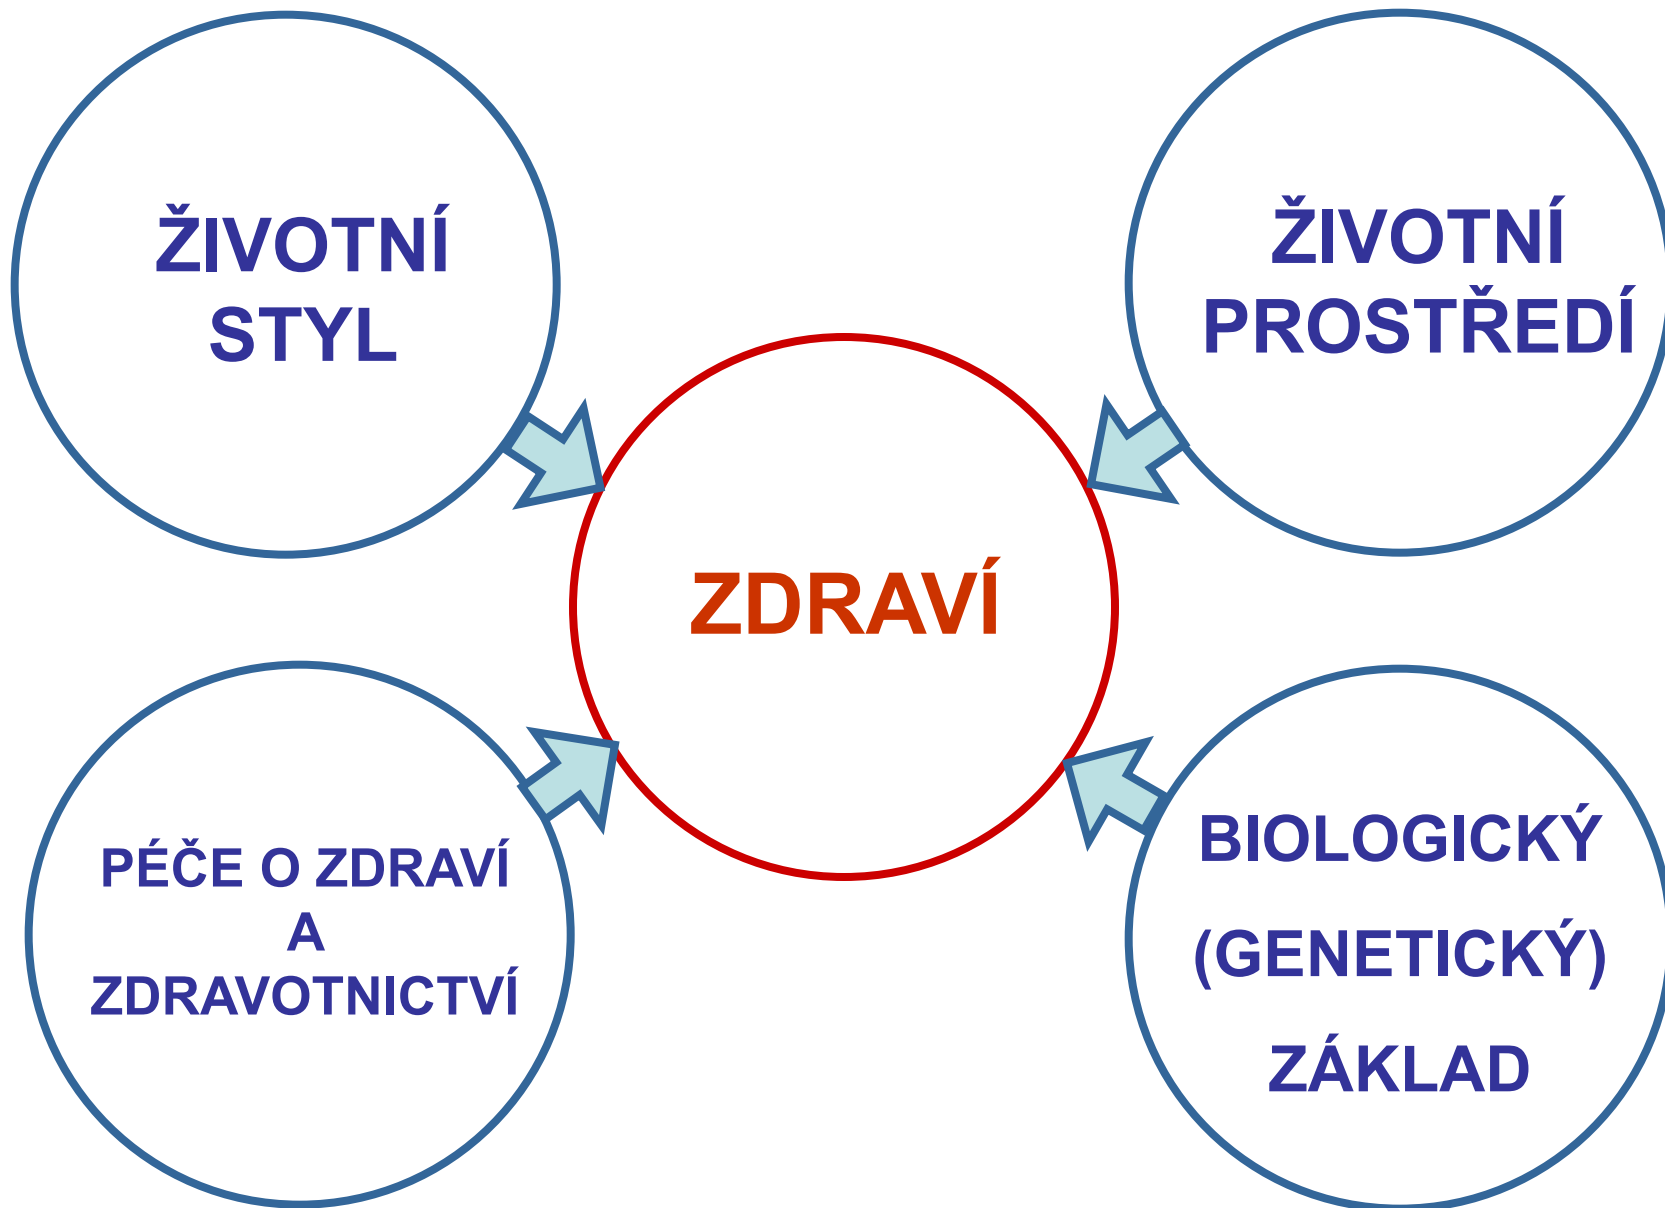 ŽIVOTNÍ
STYL
ŽIVOTNÍ
PROSTŘEDÍ
ZDRAVÍ
PÉČE O ZDRAVÍ
A
ZDRAVOTNICTVÍ
BIOLOGICKÝ
(GENETICKÝ)
ZÁKLAD